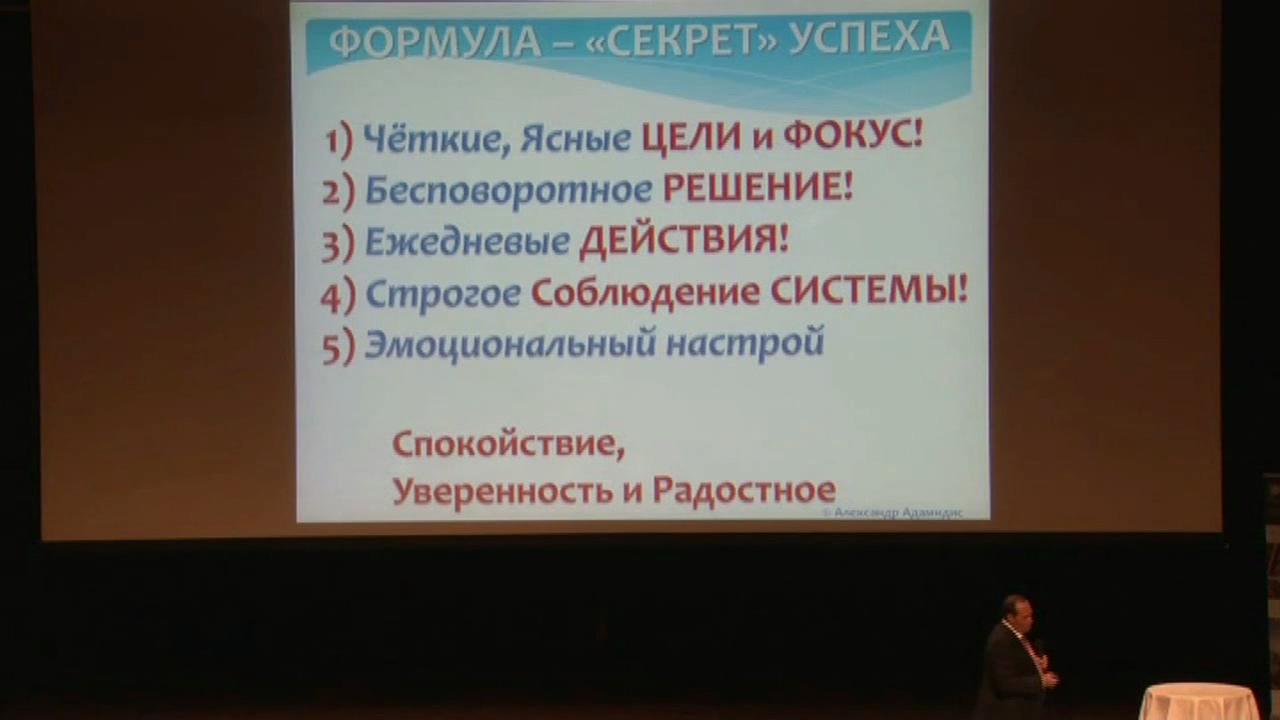 ФОРМУЛА – «СЕКРЕТ» УСПЕХА
1) Чёткие, Ясные ЦЕЛИ и ФОКУС!
2) Бесповоротное РЕШЕНИЕ!
3) Ежедневые ДЕЙСТВИЯ!
4) Строгое Соблюдение СИСТЕМЫ!
5) Эмоциональный настрой
Спокойствие,
Уверенность и Радостное
© Александр Адамидис